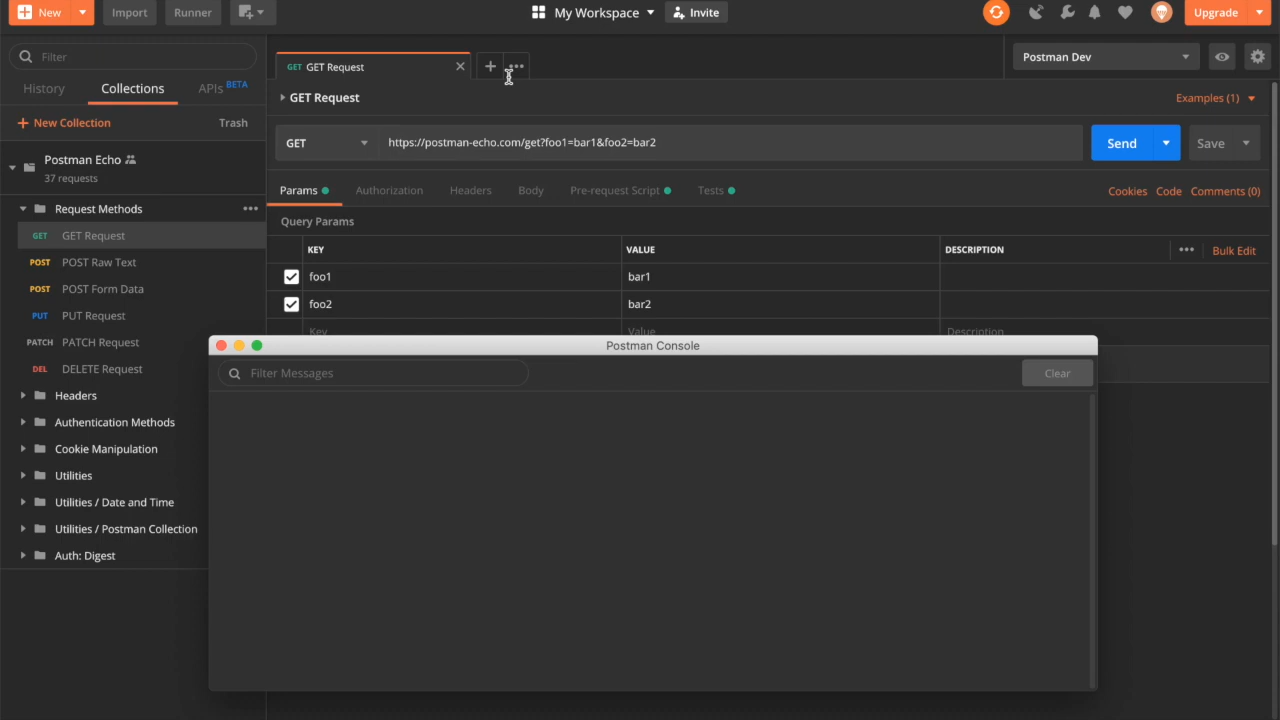 New
Import
Runner
My Workspace
Invite
Upgrade
Filter
History
Collections
APIs BETA
+ New Collection
Trash
Postman Echo
37 requests
Request Methods
GET GET Request
POST POST Raw Text
POST POST Form Data
PUT PUT Request
PATCH PATCH Request
DEL DELETE Request
Headers
Authentication Methods
Cookie Manipulation
Utilities
Utilities / Date and Time
Utilities / Postman Collection
Auth: Digest
GET GET Request
Postman Dev
GET Request
Examples (1)
GET
https://postman-echo.com/get?foo1=bar1&foo2=bar2
Send
Save
Params
Authorization
Headers
Body
Pre-request Script
Tests
Cookies
Code
Comments (0)
Query Params
KEY
VALUE
DESCRIPTION
Bulk Edit
foo1
bar1
foo2
bar2
Key
Value
Description
Postman Console
Filter Messages
Clear